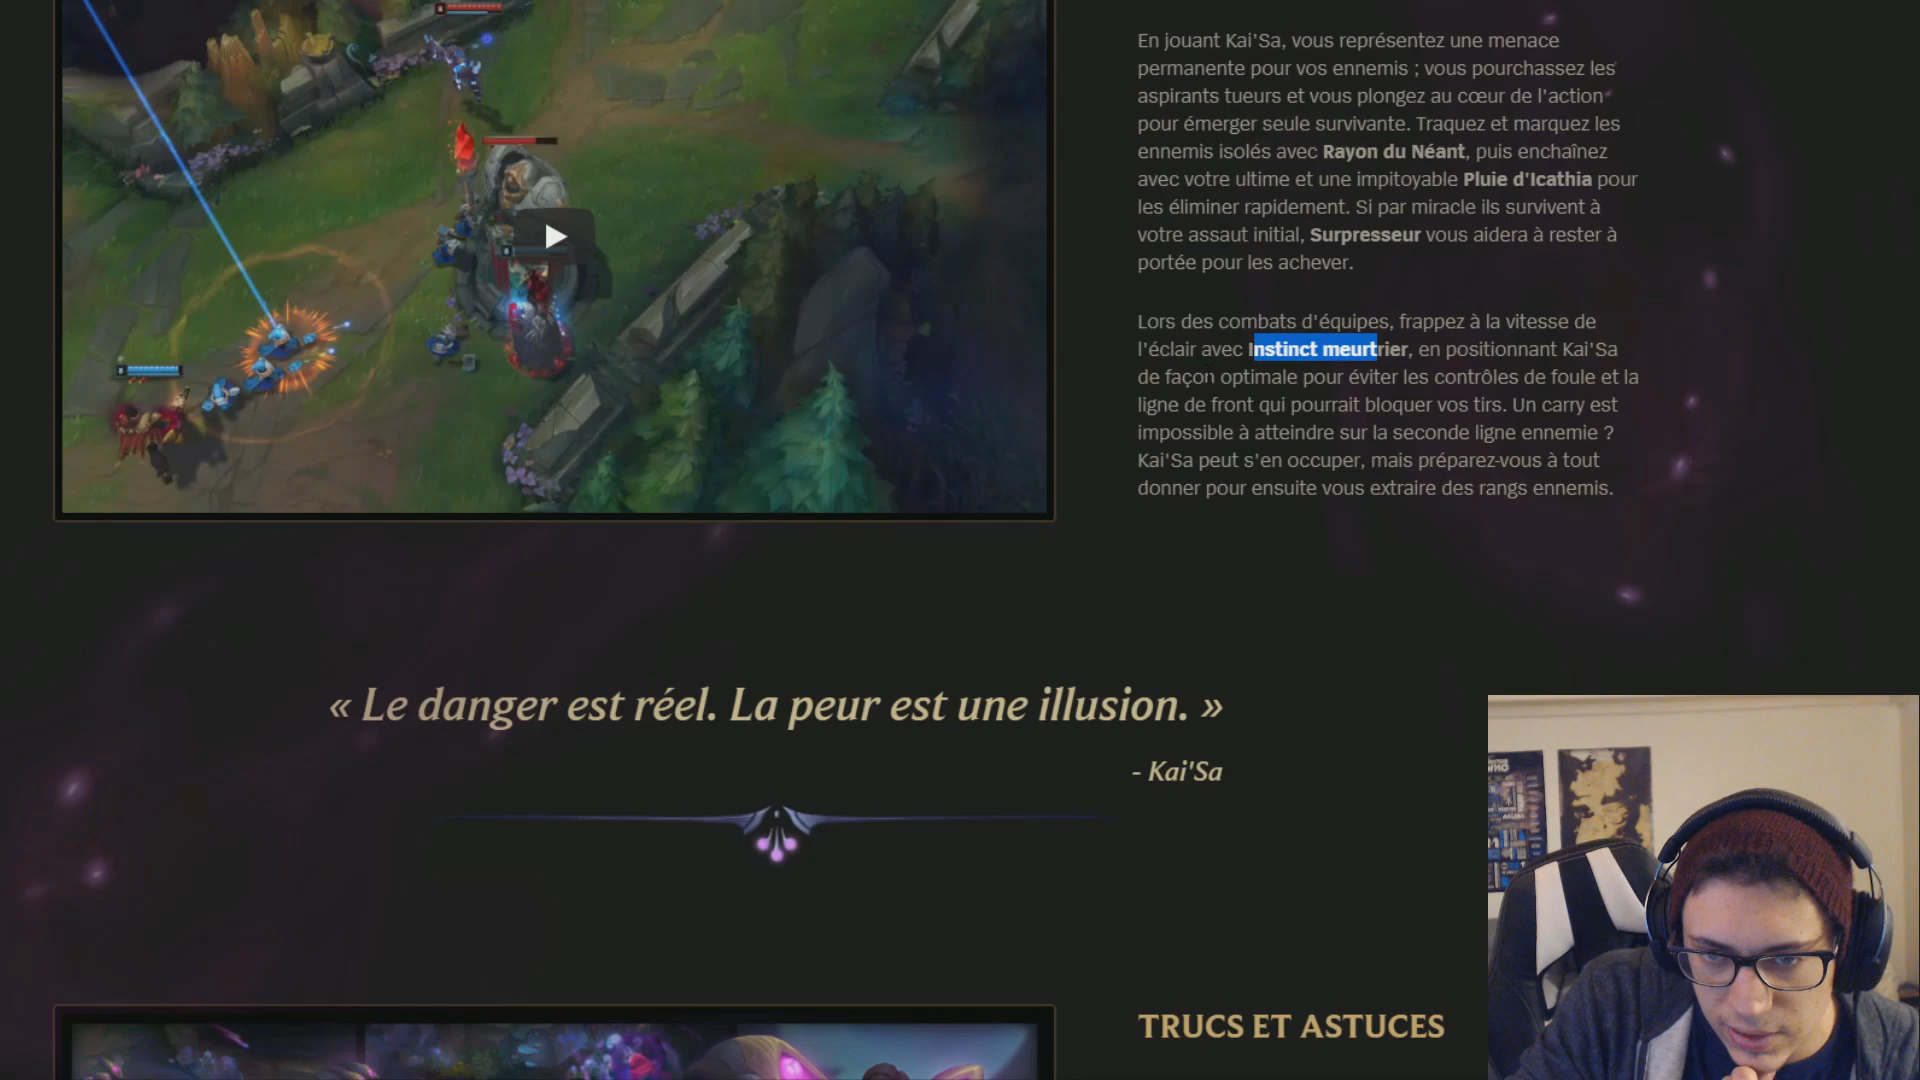 En jouant Kai'Sa, vous représentez une menace
permanente pour vos ennemis ; vous pourchassez les
aspirants tueurs et vous plongez au cœur de l'action
pour émerger seule survivante. Traquez et marquez les
ennemis isolés avec Rayon du Néant, puis enchaînez
avec votre ultime et une impitoyable Pluie d'Icathia pour
les éliminer rapidement. Si par miracle ils survivent à
votre assaut initial, Surpresseur vous aidera à rester à
portée pour les achever.
Lors des combats d'équipes, frappez à la vitesse de
l'éclair avec Instinct meurtrier, en positionnant Kai'Sa
de façon optimale pour éviter les contrôles de foule et la
ligne de front qui pourrait bloquer vos tirs. Un carry est
impossible à atteindre sur la seconde ligne ennemie ?
Kai'Sa peut s'en occuper, mais préparez-vous à tout
donner pour ensuite vous extraire des rangs ennemis.
« Le danger est réel. La peur est une illusion. »
- Kai'Sa
WHO
TRUCS ET ASTUCES